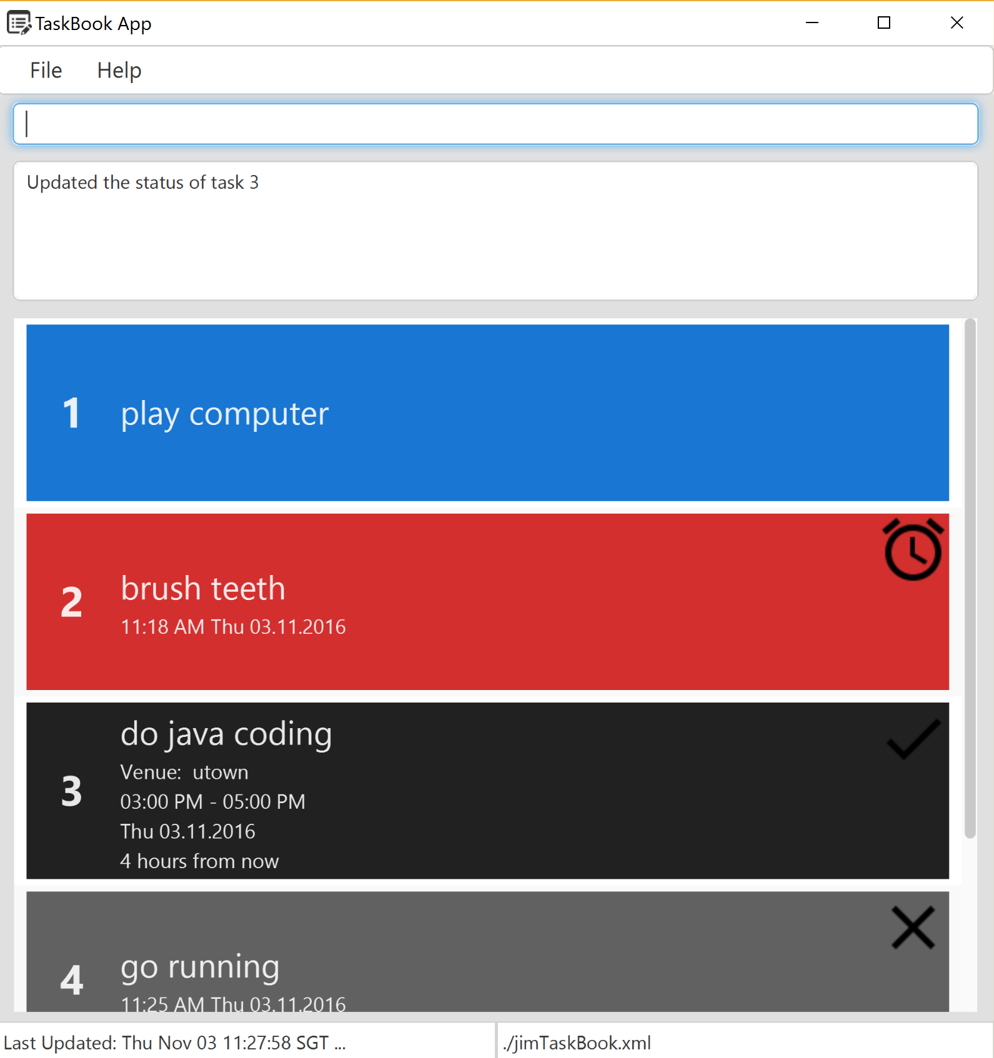 TaskBook App
File Help
Updated the status of task 3
1 play computer
2 brush teeth
11:18 AM Thu 03.11.2016
3 do java coding
Venue: utown
03:00 PM - 05:00 PM
Thu 03.11.2016
4 hours from now
4 go running
11:25 AM Thu 03.11.2016
Last Updated: Thu Nov 03 11:27:58 SGT ... ./jimTaskBook.xml